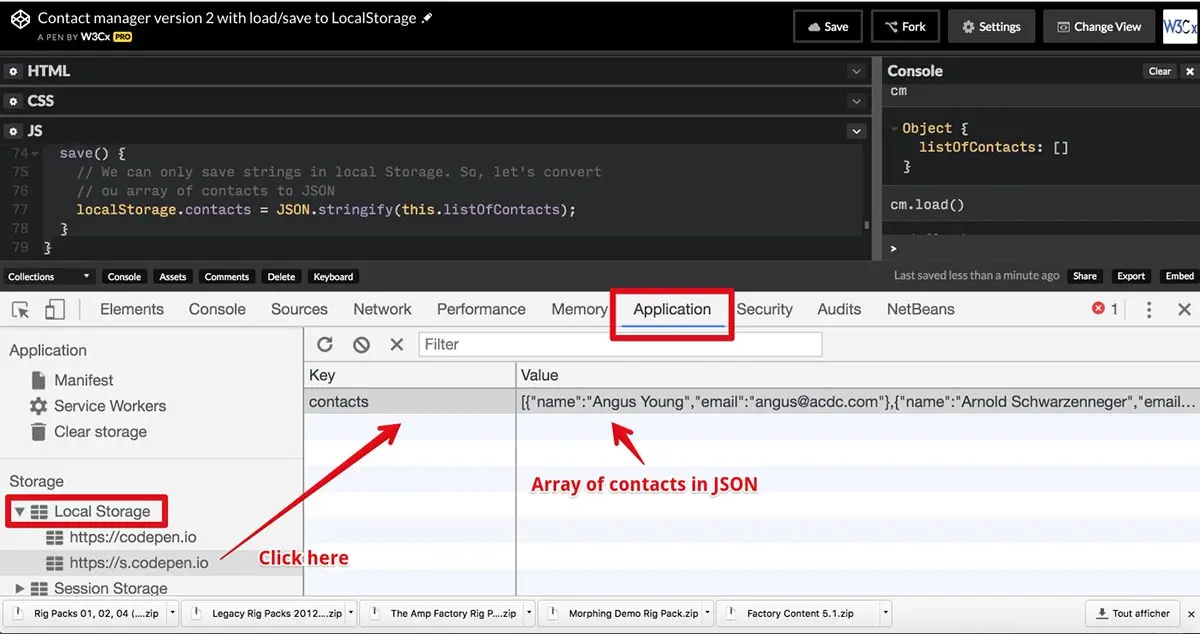 Contact manager version 2 with load/save to LocalStorage
A PEN BY W3Cx PRO
Save
Fork
Settings
Change View
W3Cx
HTML
CSS
JS
74 save() {
75 // We can only save strings in local Storage. So, let's convert
76 // ou array of contacts to JSON
77 localStorage.contacts = JSON.stringify(this.listOfContacts);
78 }
79 }
Console
Clear
cm
Object {
listOfContacts: []
}
cm.load()
>
Collections
Console
Assets
Comments
Delete
Keyboard
Last saved less than a minute ago
Share
Export
Embed
Elements
Console
Sources
Network
Performance
Memory
Application
Security
Audits
NetBeans
1
Application
Manifest
Service Workers
Clear storage
Storage
Local Storage
https://codepen.io
https://s.codepen.io
Session Storage
Filter
Key
Value
contacts
[{"name":"Angus Young","email":"angus@acdc.com"},{"name":"Arnold Schwarzenneger","email...
Array of contacts in JSON
Click here
Rig Packs 01, 02, 04 (....zip
Legacy Rig Packs 2012....zip
The Amp Factory Rig P....zip
Morphing Demo Rig Pack.zip
Factory Content 5.1.zip
Tout afficher